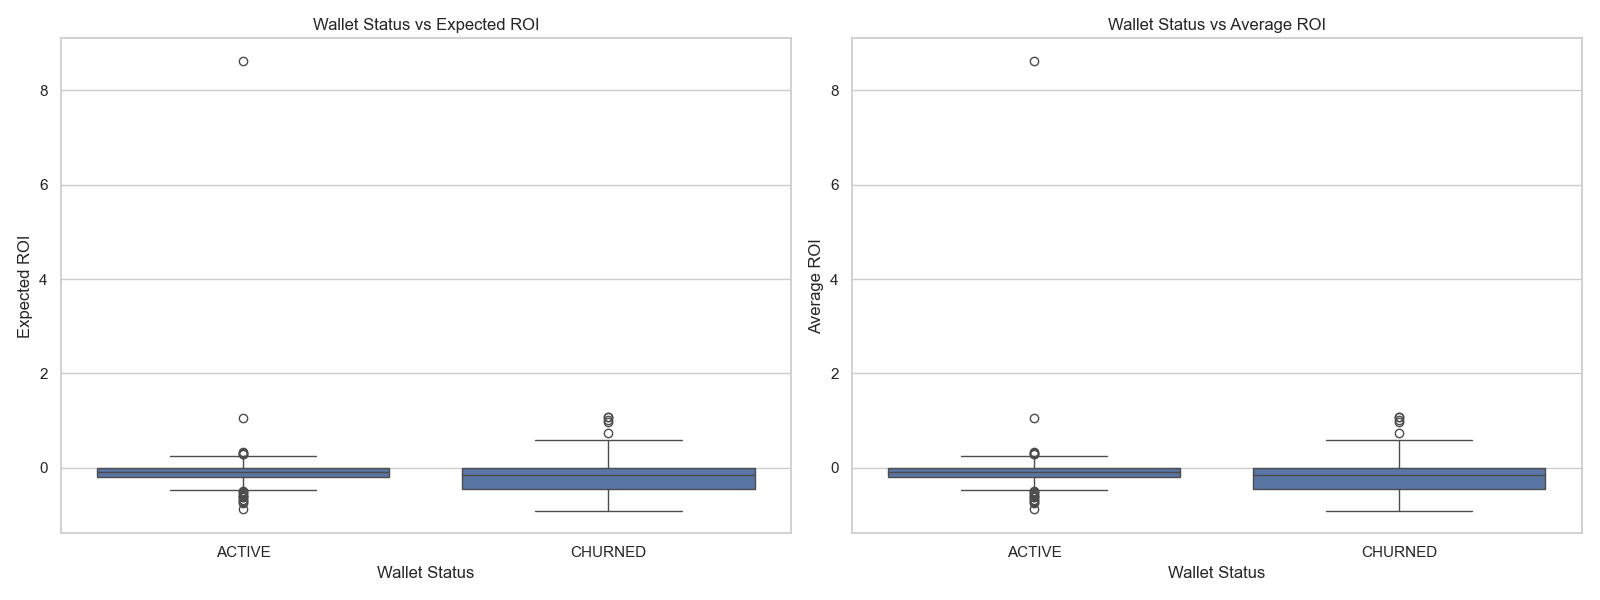 Wallet Status vs Expected ROI
8
6
4
2
0
Expected ROI
ACTIVE
CHURNED
Wallet Status
Wallet Status vs Average ROI
8
6
4
2
0
Average ROI
ACTIVE
CHURNED
Wallet Status